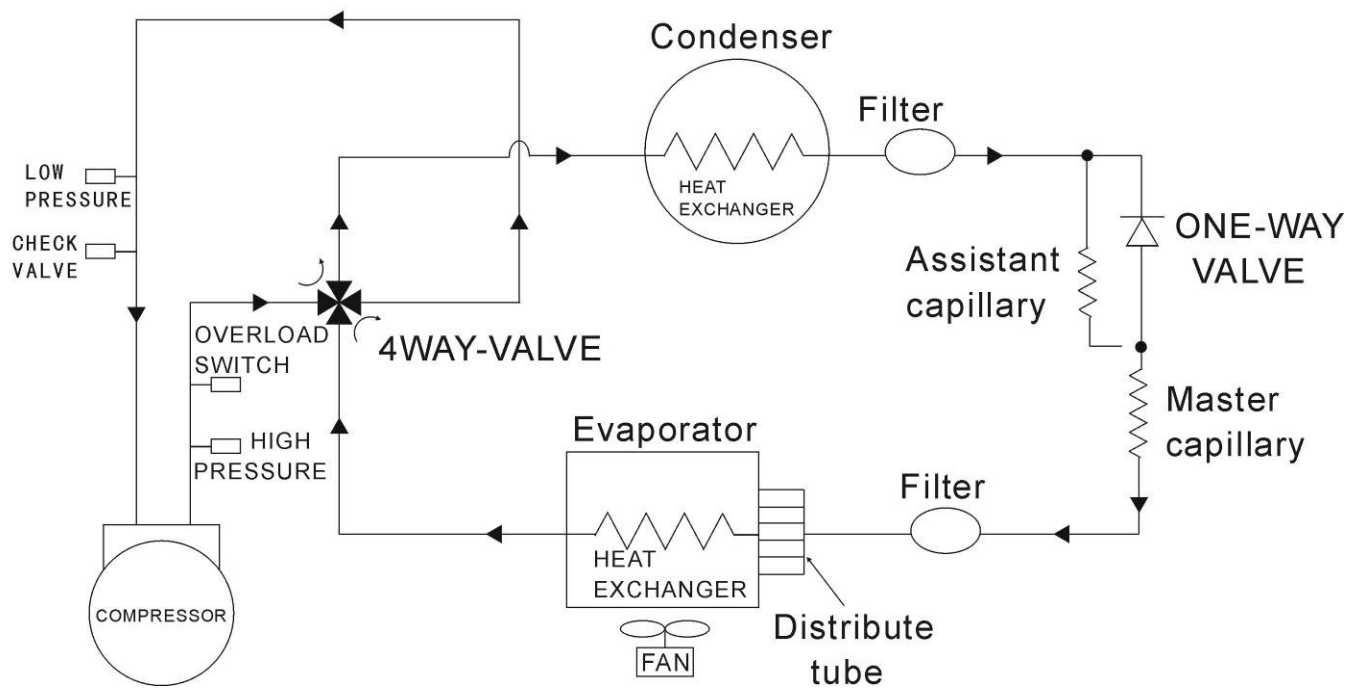 Condenser
Filter
LOW
PRESSURE
HEAT
EXCHANGER
CHECK
VALVE
ONE-WAY
VALVE
Assistant
capillary
OVERLOAD
SWITCH
4WAY-VALVE
Master
capillary
HIGH
PRESSURE
Evaporator
Filter
HEAT
EXCHANGER
COMPRESSOR
Distribute
tube
FAN